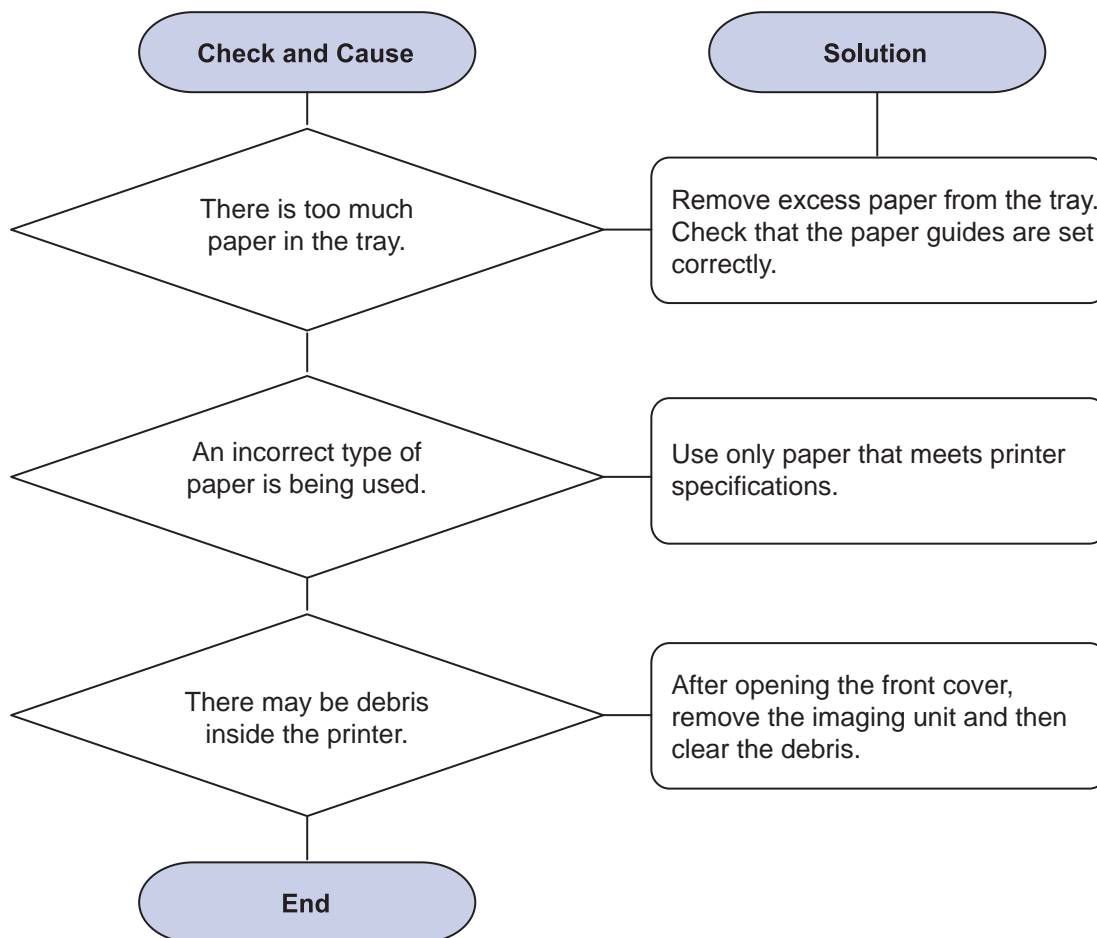 Check and Cause
Solution
There is too much
paper in the tray.
Remove excess paper from the tray.
Check that the paper guides are set
correctly.
An incorrect type of
paper is being used.
Use only paper that meets printer
specifications.
There may be debris
inside the printer.
After opening the front cover,
remove the imaging unit and then
clear the debris.
End